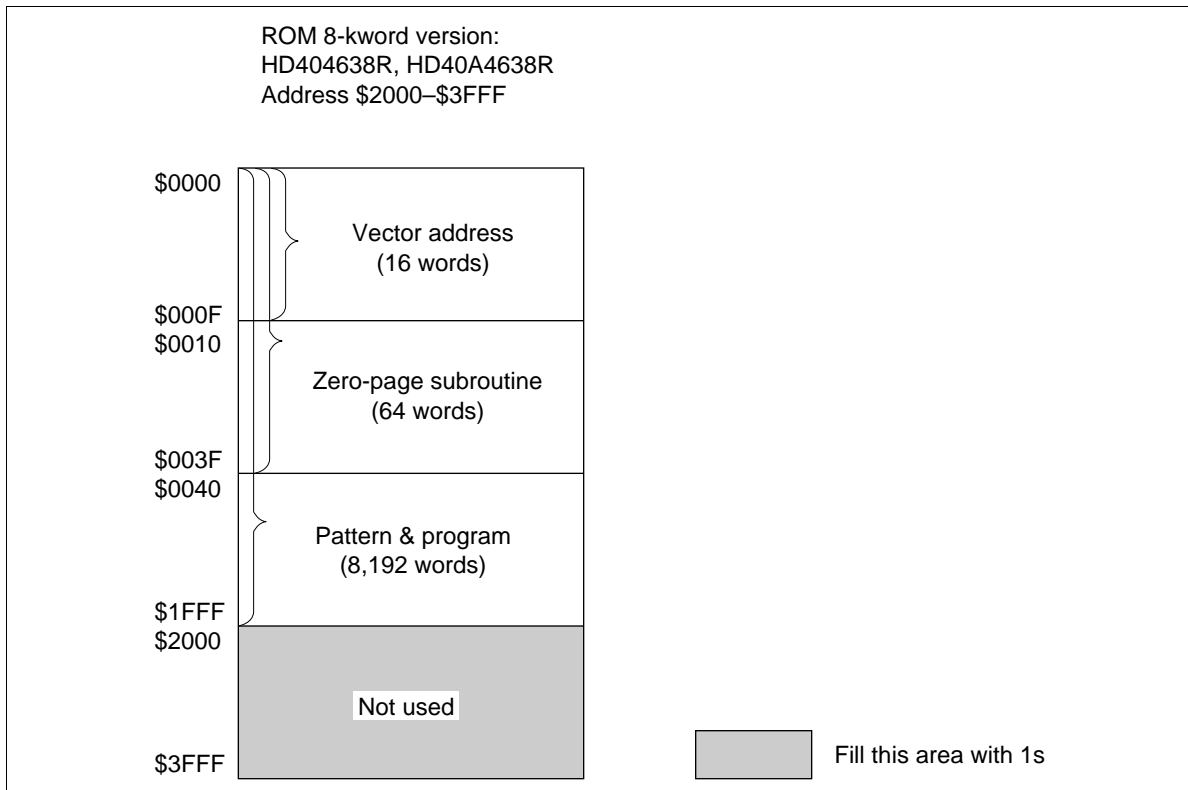 ROM 8-kword version:
HD404638R, HD40A4638R
Address $2000–$3FFF
$0000
Vector address
(16 words)
$000F
$0010
Zero-page subroutine
(64 words)
$003F
$0040
Pattern & program
(8,192 words)
$1FFF
$2000
Not used
$3FFF
Fill this area with 1s